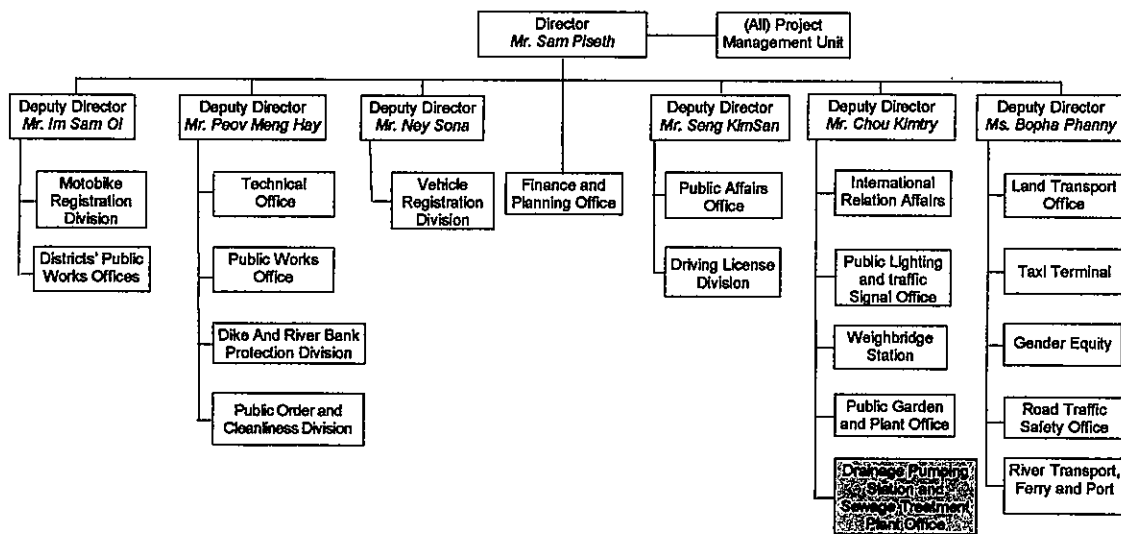 Director
Mr. Sam Piseth
(All) Project
Management Unit
Deputy Director
Mr. Im Sam Ol
Deputy Director
Mr. Peov Meng Hay
Deputy Director
Mr. Ney Sona
Deputy Director
Mr. Seng KimSan
Deputy Director
Mr. Chou Kimtry
Deputy Director
Ms. Bopha Phanny
Motobike
Registration
Division
Districts' Public
Works Offices
Technical
Office
Public Works
Office
Dike And River Bank
Protection Division
Public Order and
Cleanliness Division
Vehicle
Registration
Division
Finance and
Planning Office
Public Affairs
Office
Driving License
Division
International
Relation Affairs
Public Lighting
and traffic
Signal Office
Weighbridge
Station
Public Garden
and Plant Office
Drainage Pumping
Station and
Sewage Treatment
Plant Office
Land Transport
Office
Taxi Terminal
Gender Equity
Road Traffic
Safety Office
River Transport,
Ferry and Port